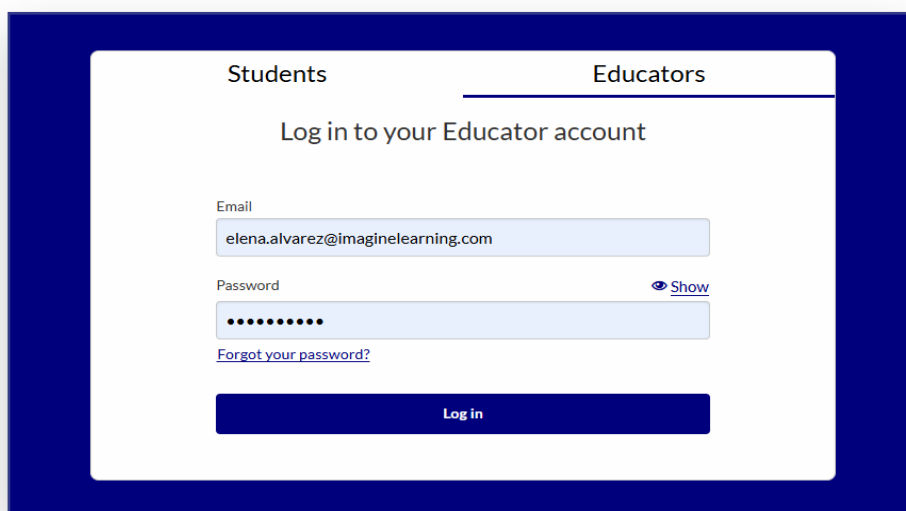 Students Educators
Log in to your Educator account
Email
elena.alvarez@imaginelearning.com
Password Show
••••••••••
Forgot your password?
Log in